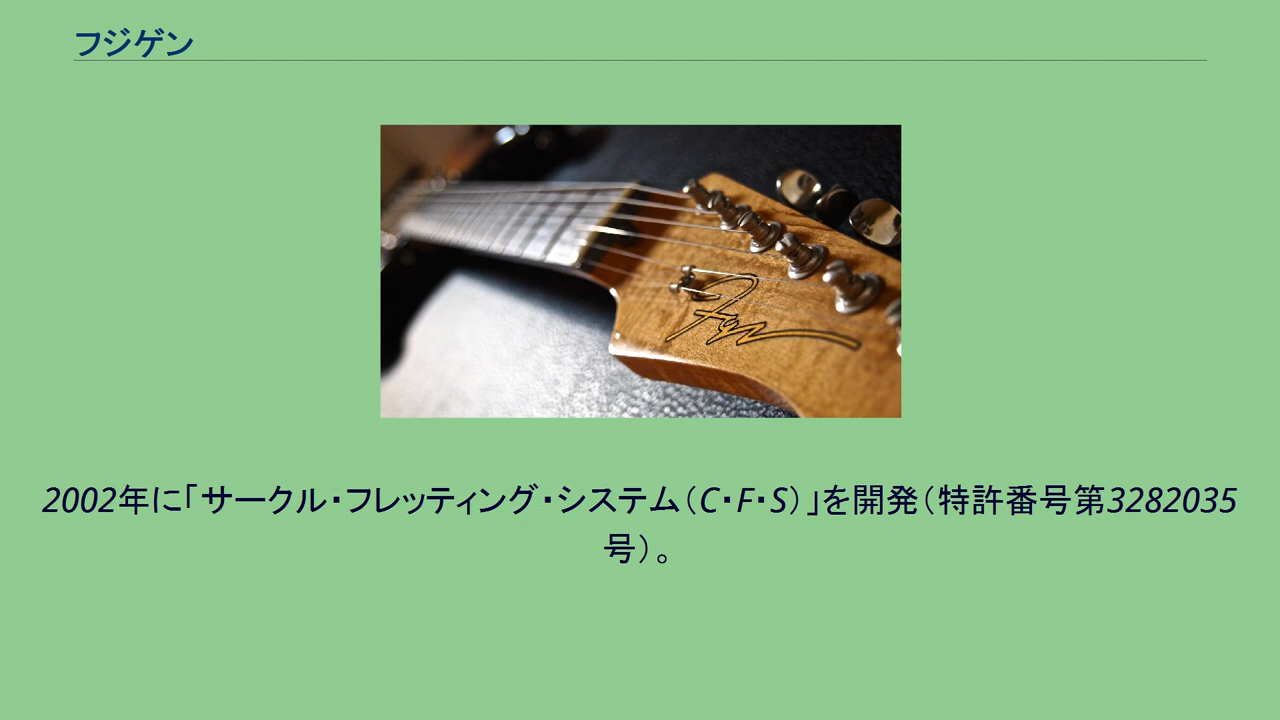 フジゲン
FGN
2002年に「サークル・フレッティング・システム（C・F・S）」を開発（特許番号第3282035
号）。